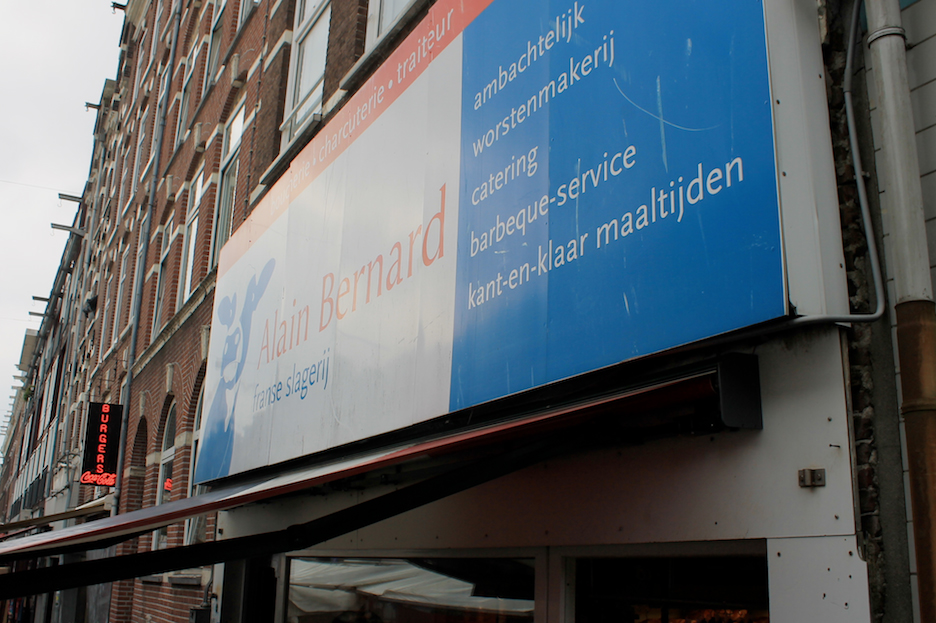 charcuterie • traiteur
Alain Bernard
franse slagerij
ambachtelijk
worstenmakerij
catering
barbeque-service
kant-en-klaar maaltijden
BURGERS
Coca-Cola